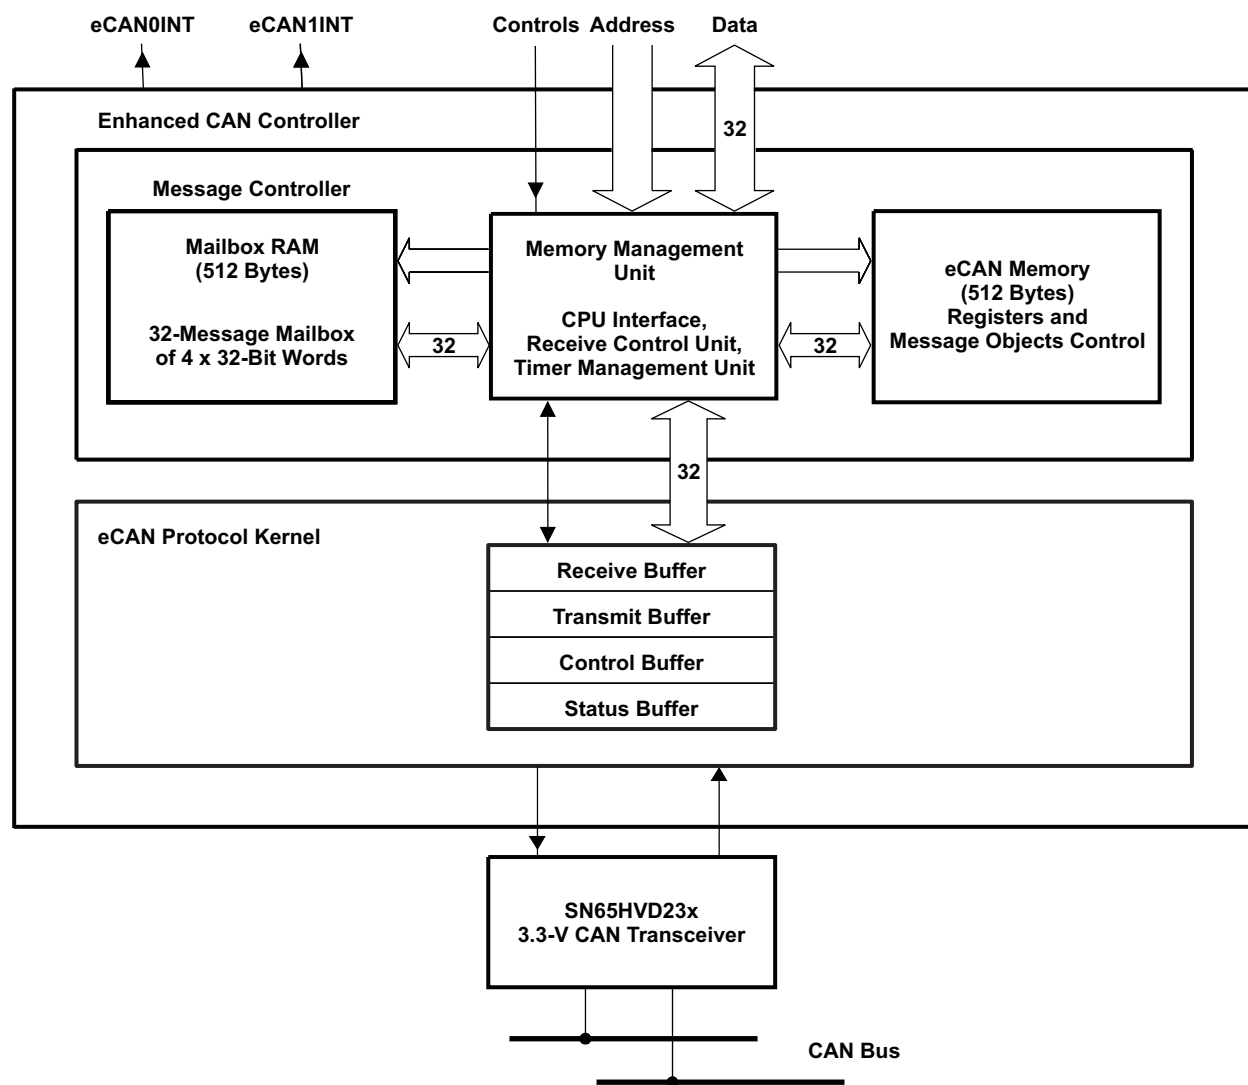 eCAN0INT
eCAN1INT
Controls
Address
Data
32
Enhanced CAN Controller
Message Controller
Mailbox RAM
(512 Bytes)
32-Message Mailbox
of 4 x 32-Bit Words
32
Memory Management
Unit
CPU Interface,
Receive Control Unit,
Timer Management Unit
32
eCAN Memory
(512 Bytes)
Registers and
Message Objects Control
32
eCAN Protocol Kernel
Receive Buffer
Transmit Buffer
Control Buffer
Status Buffer
SN65HVD23x
3.3-V CAN Transceiver
CAN Bus